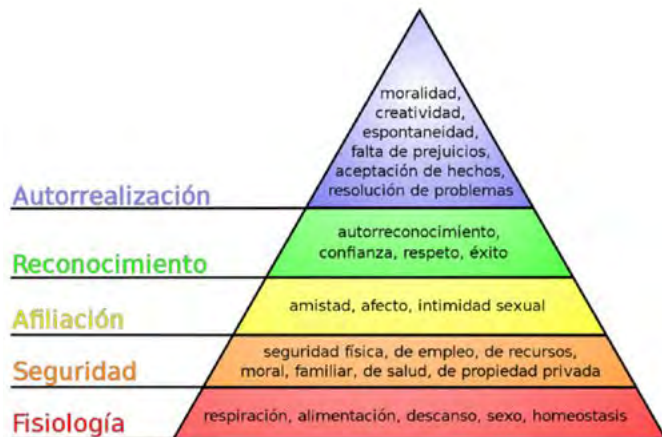 moralidad,
creatividad,
espontaneidad,
falta de prejuicios,
aceptación de hechos,
resolución de problemas
Autorrealización
autorreconocimiento,
confianza, respeto, éxito
Reconocimiento
amistad, afecto, intimidad sexual
Afiliación
seguridad física, de empleo, de recursos,
moral, familiar, de salud, de propiedad privada
Seguridad
respiración, alimentación, descanso, sexo, homeostasis
Fisiología